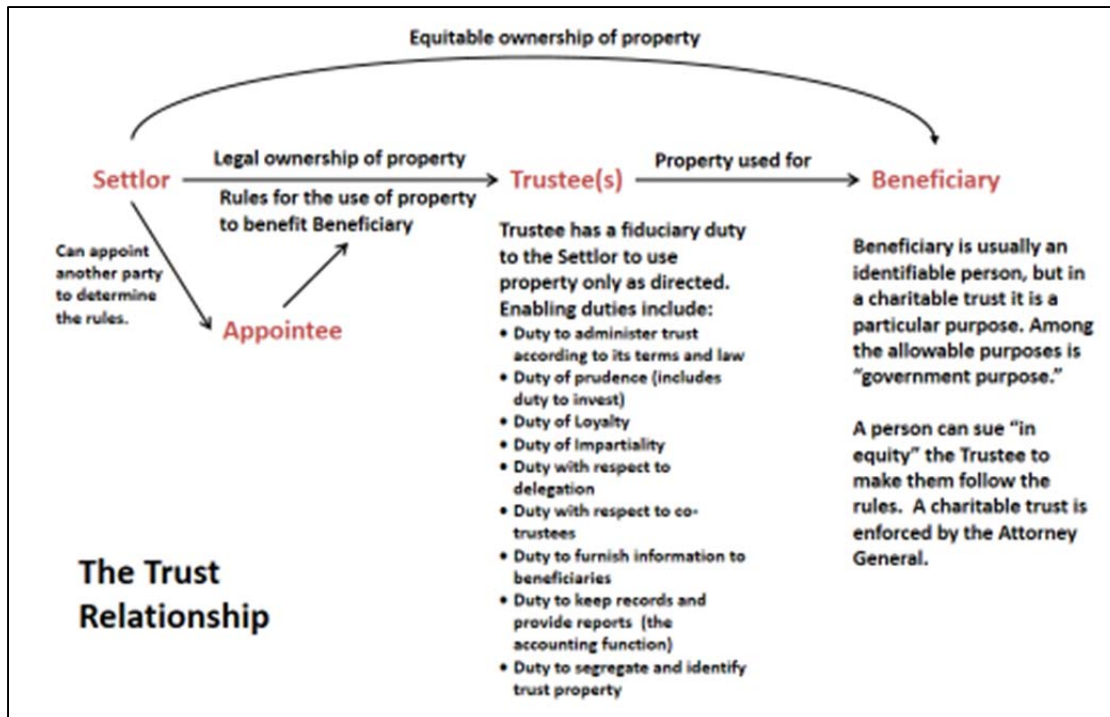 Equitable ownership of property
Settlor
Legal ownership of property
Rules for the use of property
to benefit Beneficiary
Trustee(s)
Property used for
Beneficiary
Can appoint
another party
to determine
the rules.
Appointee
Trustee has a fiduciary duty
to the Settlor to use
property only as directed.
Enabling duties include:
• Duty to administer trust
according to its terms and law
• Duty of prudence (includes
duty to invest)
• Duty of Loyalty
• Duty of Impartiality
• Duty with respect to
delegation
• Duty with respect to co-
trustees
• Duty to furnish information to
beneficiaries
• Duty to keep records and
provide reports (the
accounting function)
• Duty to segregate and identify
trust property
Beneficiary is usually an
identifiable person, but in
a charitable trust it is a
particular purpose. Among
the allowable purposes is
“government purpose.”
A person can sue “in
equity” the Trustee to
make them follow the
rules. A charitable trust is
enforced by the Attorney
General.
The Trust
Relationship